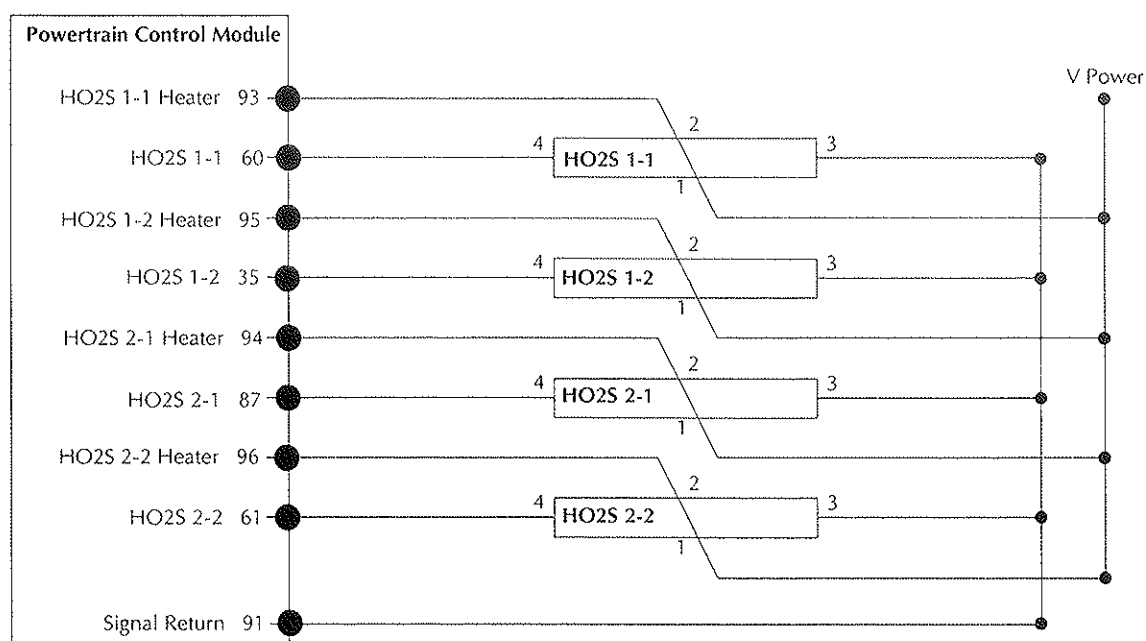 Powertrain Control Module
V Power
HO2S 1-1 Heater 93
2
HO2S 1-1 60
4
HO2S 1-1
3
1
HO2S 1-2 Heater 95
2
HO2S 1-2 35
4
HO2S 1-2
3
1
HO2S 2-1 Heater 94
2
HO2S 2-1 87
4
HO2S 2-1
3
1
HO2S 2-2 Heater 96
2
HO2S 2-2 61
4
HO2S 2-2
3
1
Signal Return 91